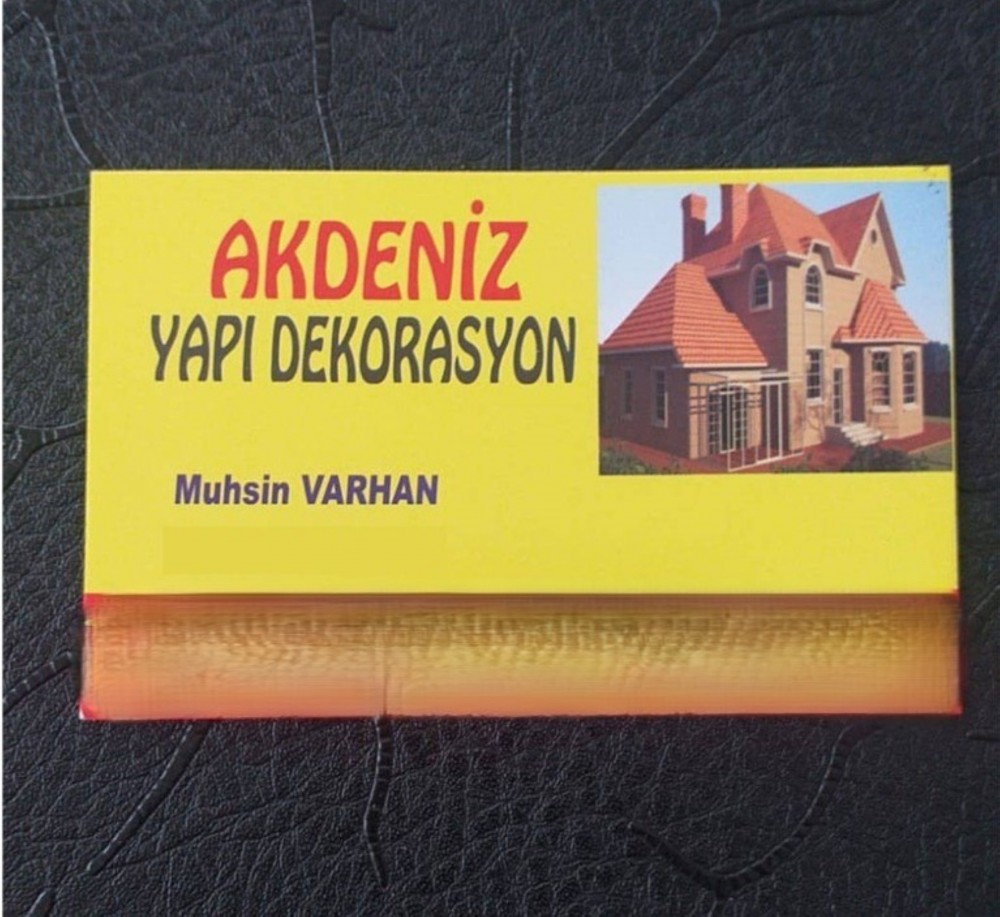 AKDENİZ
YAPI DEKORASYON
Muhsin VARHAN